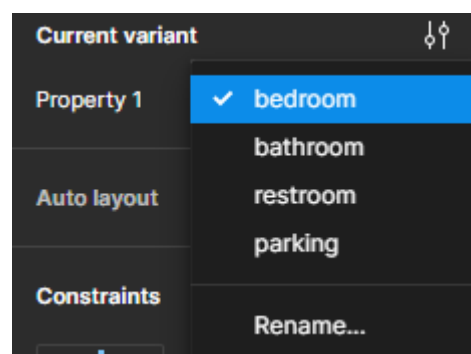 Current variant
Property 1
bedroom
bathroom
Auto layout
restroom
parking
Constraints
Rename...